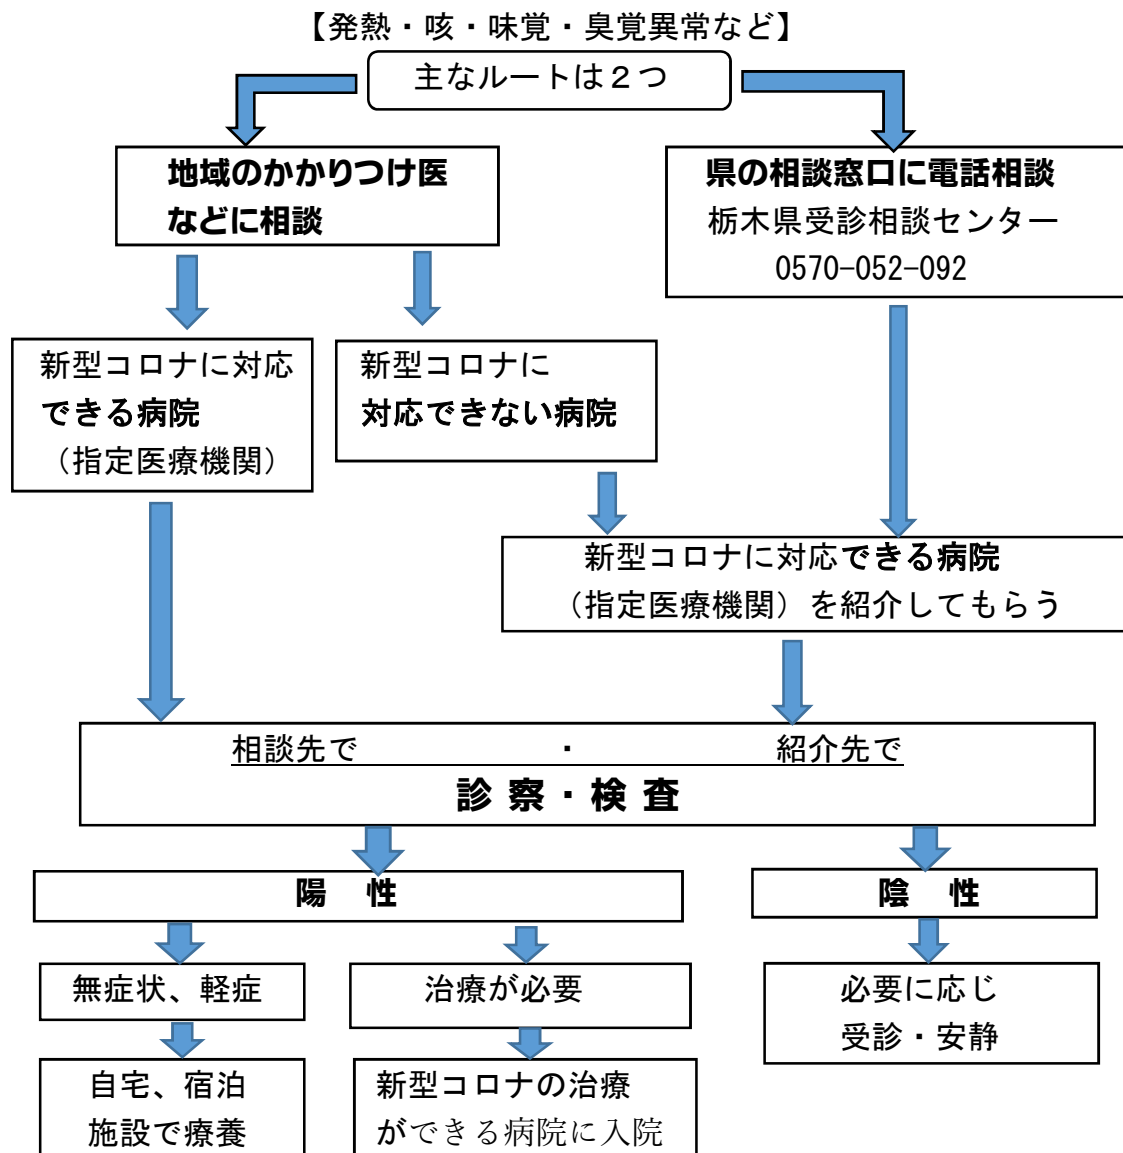 【発熱・咳・味覚・臭覚異常など】
主なルートは２つ
地域のかかりつけ医
などに相談
県の相談窓口に電話相談
栃木県受診相談センター
0570-052-092
新型コロナに対応
できる病院
（指定医療機関）
新型コロナに
対応できない病院
新型コロナに対応できる病院
（指定医療機関）を紹介してもらう
相談先で ・ 紹介先で
診察・検査
陽 性
陰 性
無症状、軽症
治療が必要
必要に応じ
受診・安静
自宅、宿泊
施設で療養
新型コロナの治療
ができる病院に入院